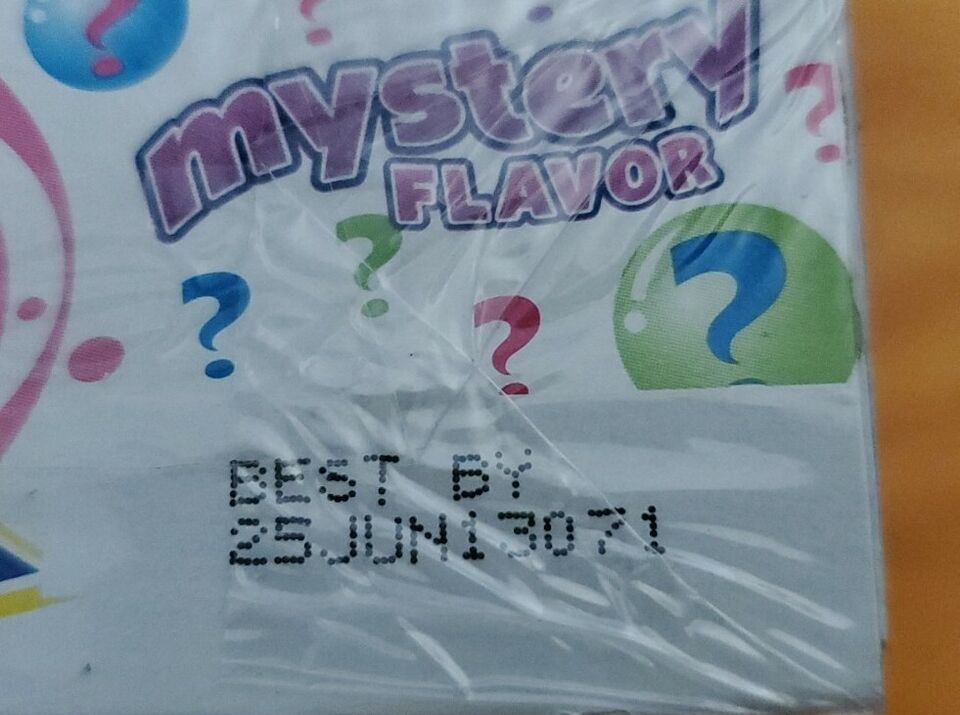 mystery
FLAVOR
? ? ? ? ? ? ? ?
BEST BY
25JUN13071